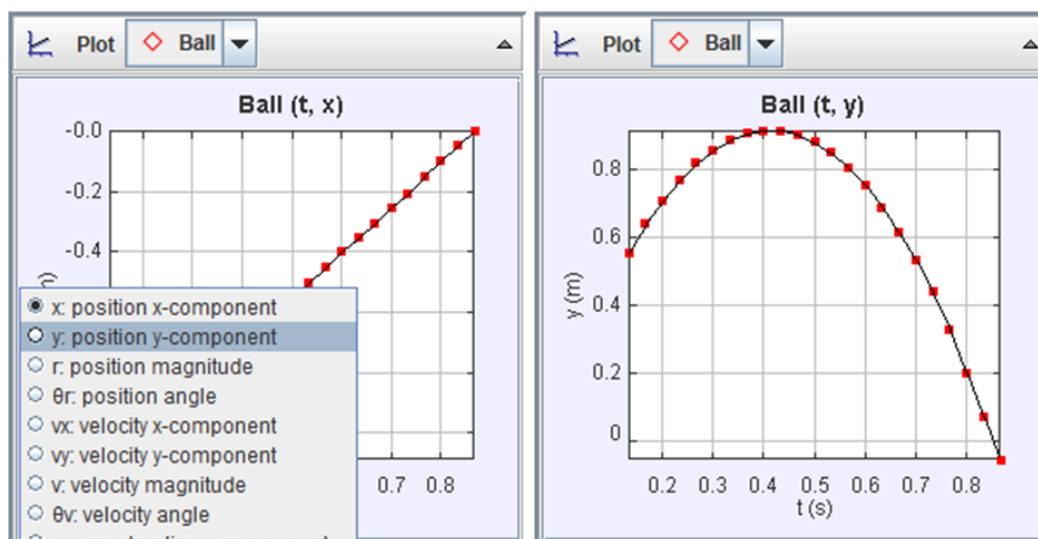 Plot Ball
Ball (t, x)
-0.0
-0.2
-0.4
x: position x-component
y: position y-component
r: position magnitude
θr: position angle
vx: velocity x-component
vy: velocity y-component
v: velocity magnitude
θv: velocity angle
0.7 0.8
Plot Ball
Ball (t, y)
0.8
0.6
0.4
0.2
0
y (m)
0.2 0.3 0.4 0.5 0.6 0.7 0.8
t (s)